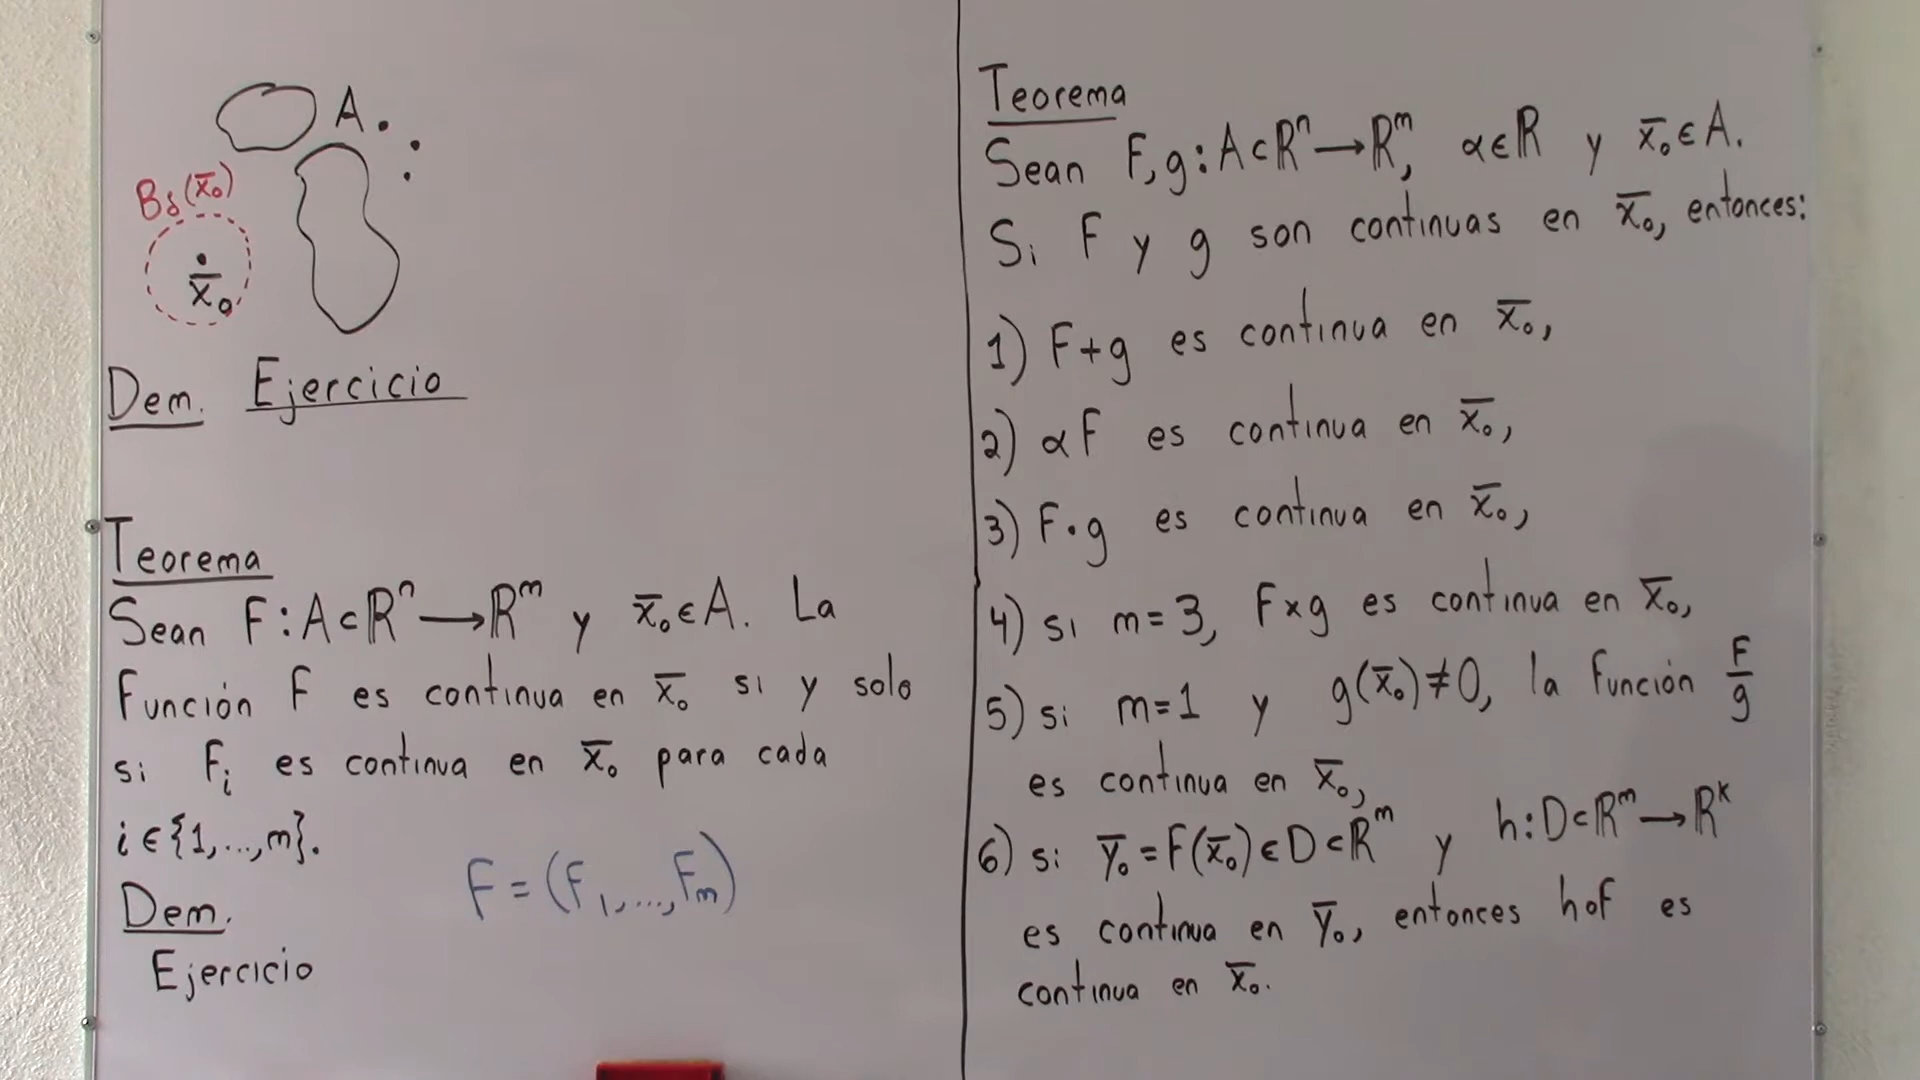 A
Bδ(x̄₀)
x̄₀
Dem. Ejercicio
Teorema
Sean F:A⊂ℝⁿ→ℝᵐ y x̄₀∈A. La
Función F es continua en x̄₀ si y solo
si Fᵢ es continua en x̄₀ para cada
i∈{1,...,m}.
F=(F₁,...,Fₘ)
Dem.
Ejercicio
Teorema
Sean F,g:A⊂ℝⁿ→ℝᵐ, α∈ℝ y x̄₀∈A.
Si F y g son continuas en x̄₀, entonces:
1) F+g es continua en x̄₀,
2) αF es continua en x̄₀,
3) F·g es continua en x̄₀,
4) si m=3, F×g es continua en x̄₀,
5) si m=1 y g(x̄₀)≠0, la función F/g
es continua en x̄₀,
6) si ȳ₀=F(x̄₀)∈D⊂ℝᵐ y h:D⊂ℝᵐ→ℝᵏ
es continua en ȳ₀, entonces h∘F es
continua en x̄₀.